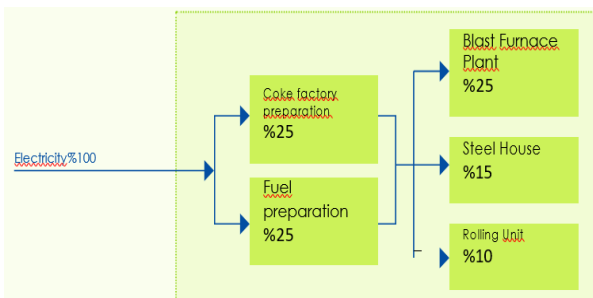 Electricity%100
Coke factory
preparation
%25
Fuel
preparation
%25
Blast Furnace
Plant
%25
Steel House
%15
Rolling Unit
%10